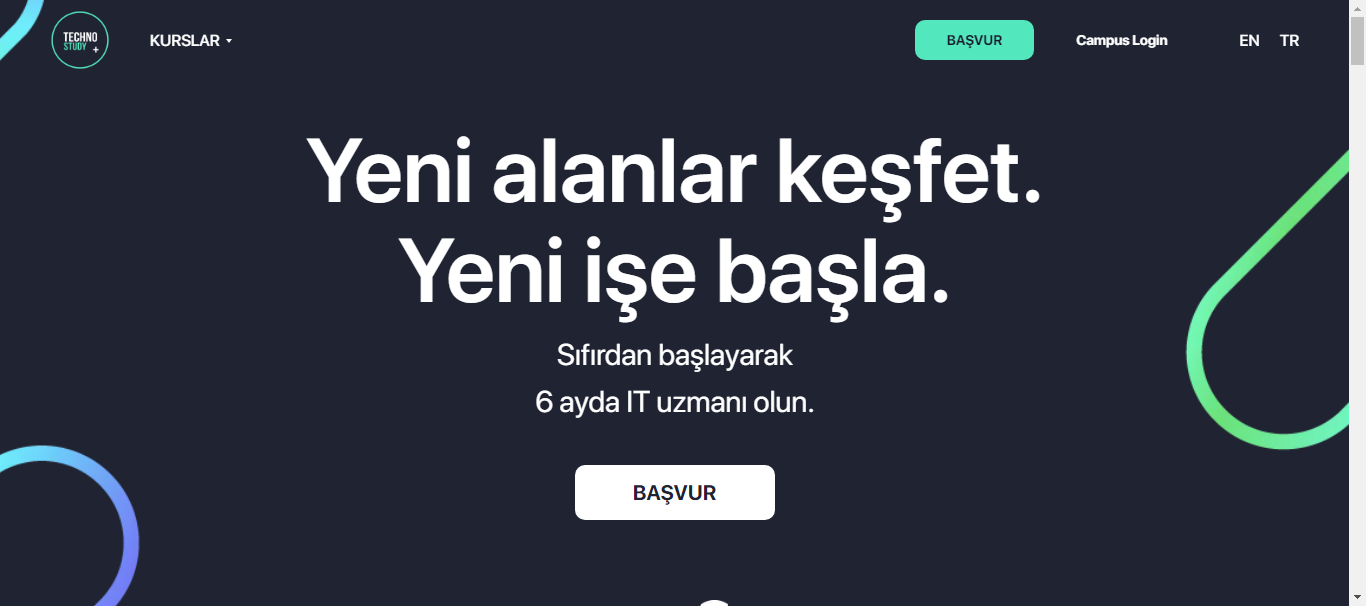 TECHNO
STUDY +
KURSLAR
BAŞVUR
Campus Login
EN
TR
Yeni alanlar keşfet.
Yeni işe başla.
Sıfırdan başlayarak
6 ayda IT uzmanı olun.
BAŞVUR